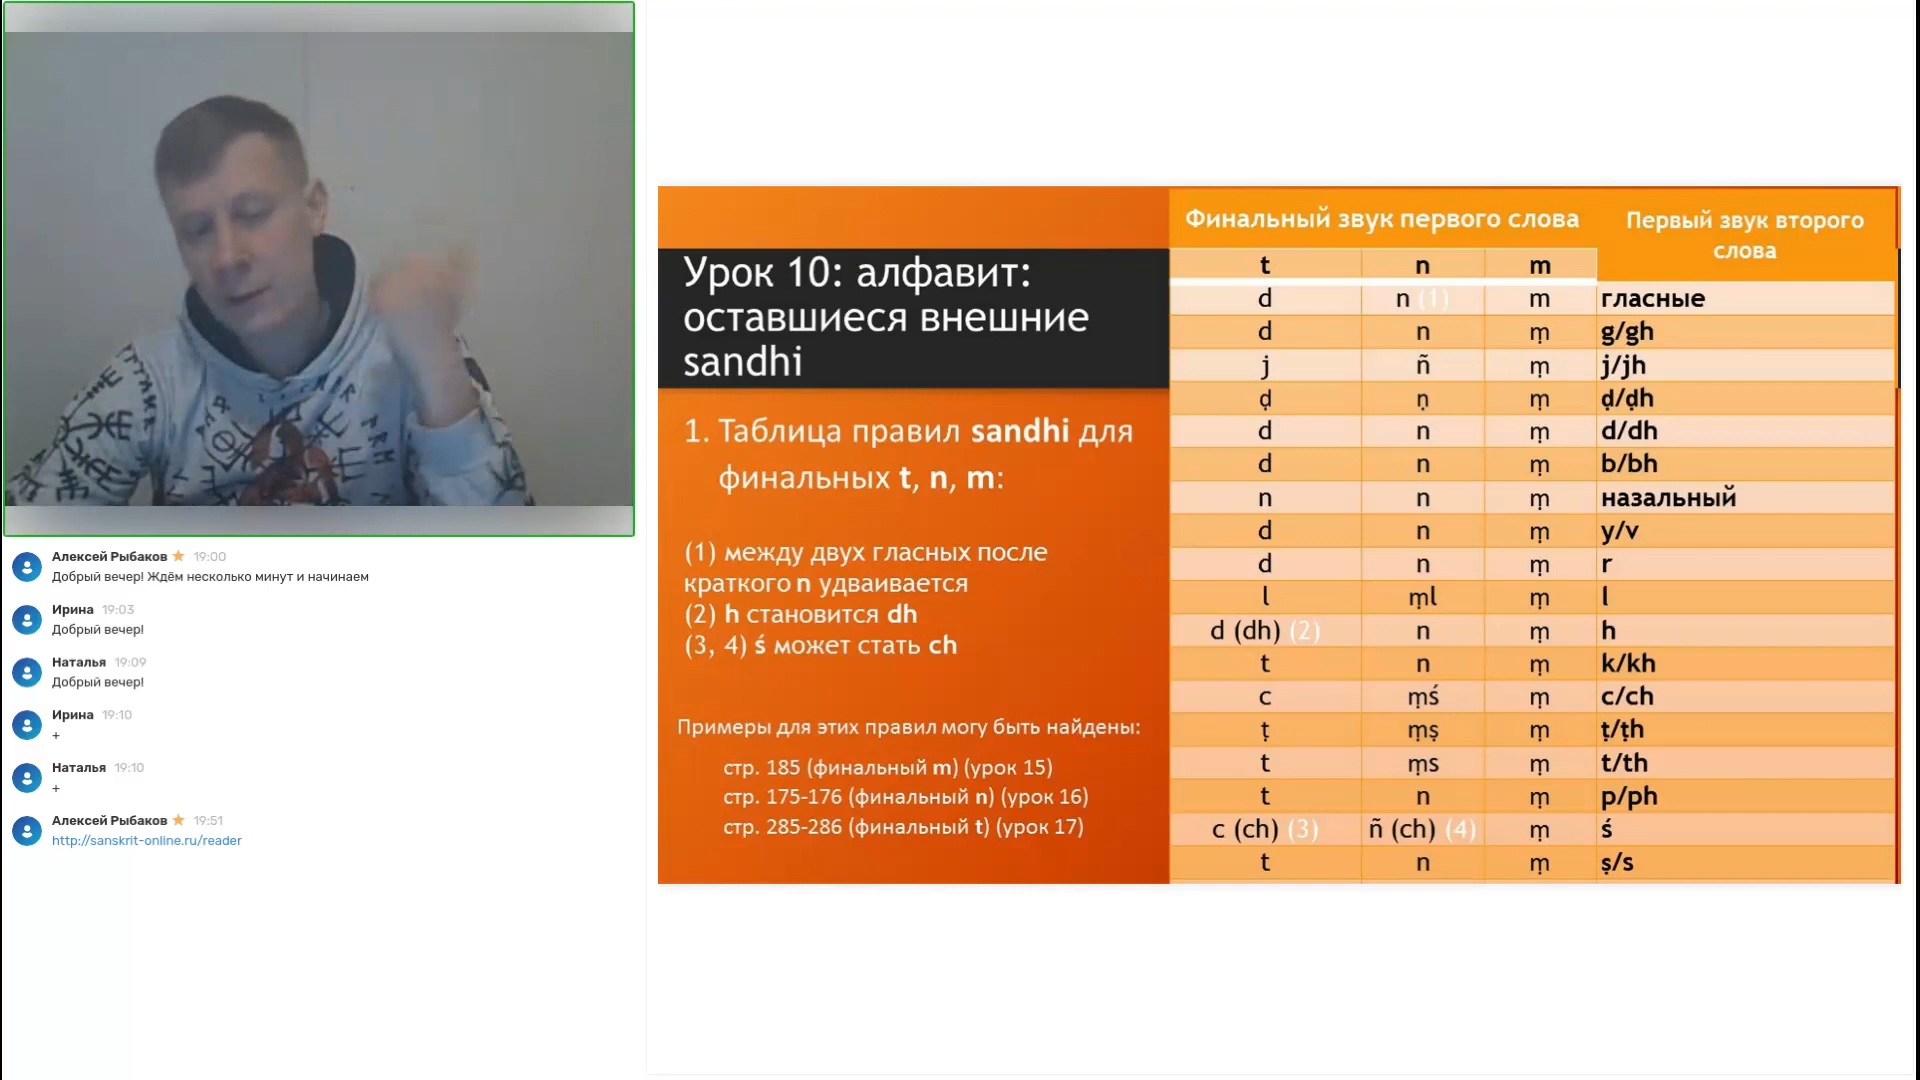 Алексей Рыбаков 19:00
Добрый вечер! Ждём несколько минут и начинаем
Ирина 19:03
Добрый вечер!
Наталья 19:09
Добрый вечер!
Ирина 19:10
+
Наталья 19:10
+
Алексей Рыбаков 19:51
http://sanskrit-online.ru/reader
Урок 10: алфавит:
оставшиеся внешние
sandhi
1. Таблица правил sandhi для
финальных t, n, m:
(1) между двух гласных после
краткого n удваивается
(2) h становится dh
(3, 4) ś может стать ch
Примеры для этих правил могу быть найдены:
стр. 185 (финальный m) (урок 15)
стр. 175-176 (финальный n) (урок 16)
стр. 285-286 (финальный t) (урок 17)
Финальный звук первого слова
Первый звук второго
слова
t n m
d n (1) m гласные
d n ṃ g/gh
j ñ ṃ j/jh
ḍ ṇ ṃ ḍ/ḍh
d n ṃ d/dh
d n ṃ b/bh
n n ṃ назальный
d n ṃ y/v
d n ṃ r
l ṃl ṃ l
d (dh) (2) n ṃ h
t n ṃ k/kh
c ṃś ṃ c/ch
ṭ ṃṣ ṃ ṭ/ṭh
t ṃs ṃ t/th
t n ṃ p/ph
c (ch) (3) ñ (ch) (4) ṃ ś
t n ṃ ṣ/s